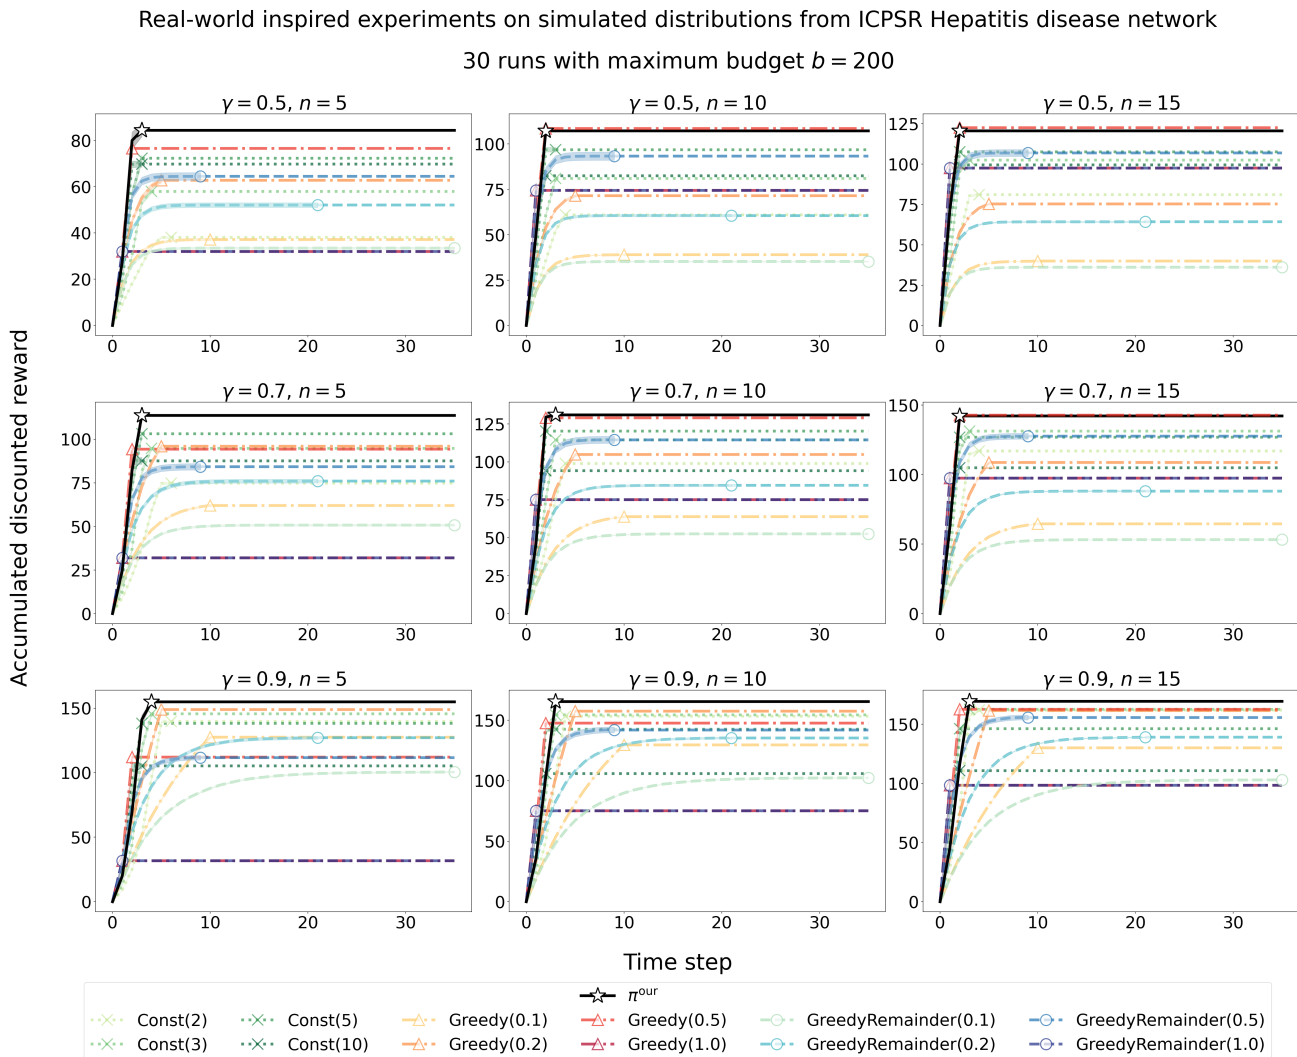 Real-world inspired experiments on simulated distributions from ICPSR Hepatitis disease network
30 runs with maximum budget b = 200
γ = 0.5, n = 5
γ = 0.5, n = 10
γ = 0.5, n = 15
80
60
40
20
0
0 10 20 30
100
75
50
25
0
0 10 20 30
125
100
75
50
25
0
0 10 20 30
γ = 0.7, n = 5
γ = 0.7, n = 10
γ = 0.7, n = 15
100
75
50
25
0
0 10 20 30
125
100
75
50
25
0
0 10 20 30
150
100
50
0
0 10 20 30
γ = 0.9, n = 5
γ = 0.9, n = 10
γ = 0.9, n = 15
150
100
50
0
0 10 20 30
150
100
50
0
0 10 20 30
150
100
50
0
0 10 20 30
Accumulated discounted reward
Time step
π^our
Const(2) Const(5) Greedy(0.1) Greedy(0.5) GreedyRemainder(0.1) GreedyRemainder(0.5)
Const(3) Const(10) Greedy(0.2) Greedy(1.0) GreedyRemainder(0.2) GreedyRemainder(1.0)